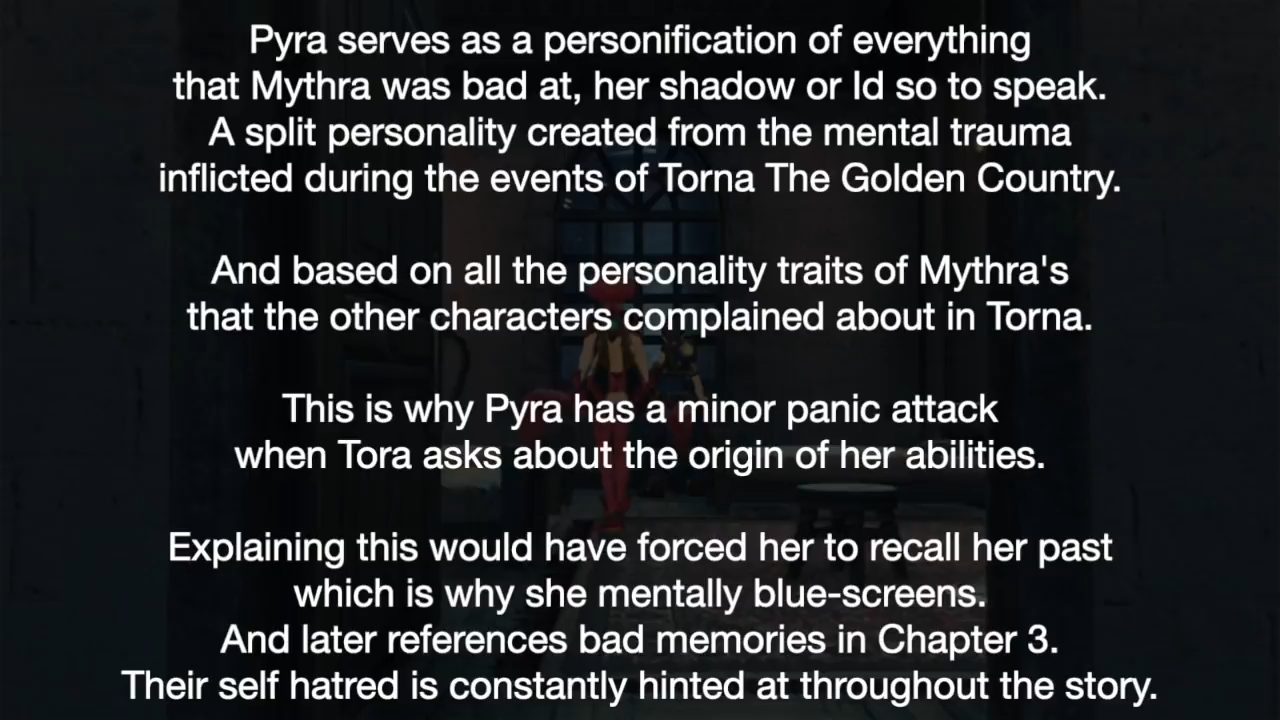 Pyra serves as a personification of everything
that Mythra was bad at, her shadow or Id so to speak.
A split personality created from the mental trauma
inflicted during the events of Torna The Golden Country.
And based on all the personality traits of Mythra's
that the other characters complained about in Torna.
This is why Pyra has a minor panic attack
when Tora asks about the origin of her abilities.
Explaining this would have forced her to recall her past
which is why she mentally blue-screens.
And later references bad memories in Chapter 3.
Their self hatred is constantly hinted at throughout the story.